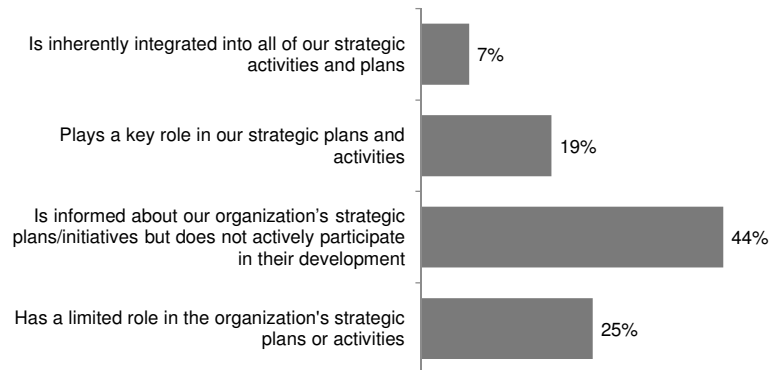 Is inherently integrated into all of our strategic
activities and plans
7%
Plays a key role in our strategic plans and
activities
19%
Is informed about our organization’s strategic
plans/initiatives but does not actively participate
in their development
44%
Has a limited role in the organization's strategic
plans or activities
25%